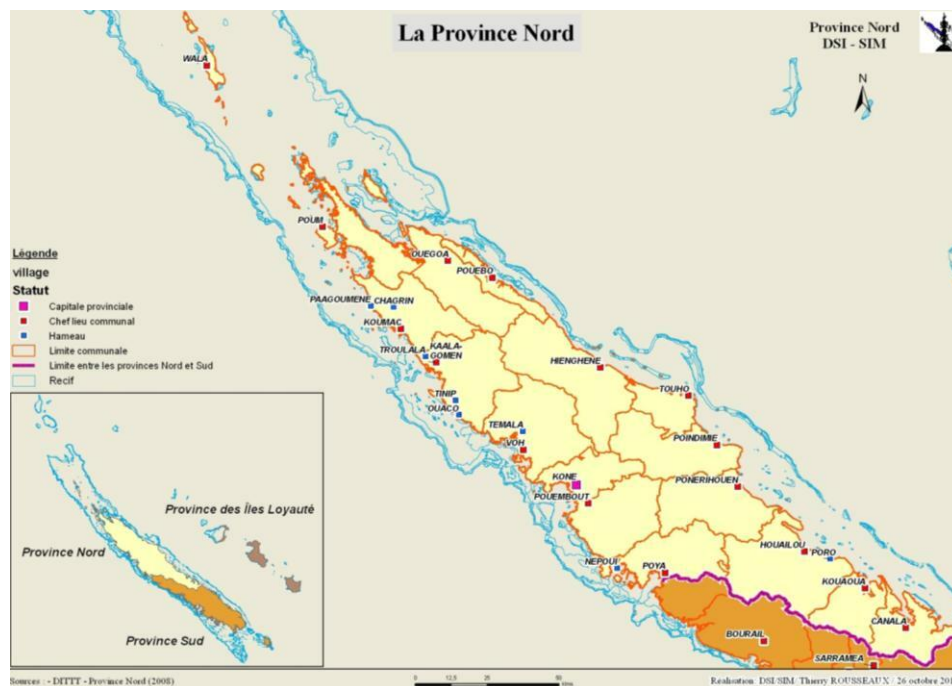 La Province Nord
Province Nord
DSI - SIM
N
WALA
POUM
OUEGOA
POUEBO
Légende
village
Statut
Capitale provinciale
Chef lieu communal
Hameau
Limite communale
Limite entre les provinces Nord et Sud
Recif
PAAGOUMENE
CHAGRIN
KOUMAC
TROULALA
KAALA-
GOMEN
HIENGHENE
TOUHO
TINIP
OUACO
TEMALA
VOH
POINDIMIE
KONE
POUEMBOUT
PONERIHOUEN
NEPOUI
POYA
HOUAILOU
PORO
KOUAOUA
CANALA
BOURAIL
SARRAMEA
Province des Îles Loyauté
Province Nord
Province Sud
Sources : - DITTT - Province Nord (2008)
0 12,5 25 50
Réalisation: DSI/SIM/ Thierry ROUSSEAUX / 26 octobre